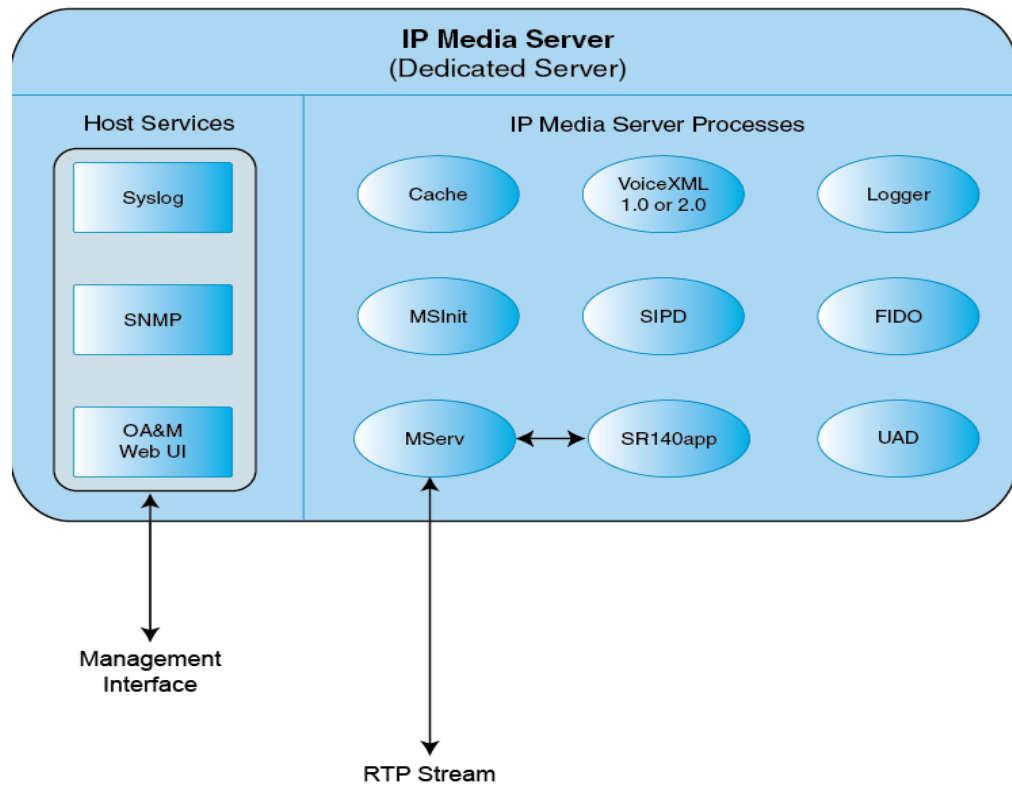 IP Media Server
(Dedicated Server)
Host Services
Syslog
SNMP
OA&M
Web UI
IP Media Server Processes
Cache
VoiceXML
1.0 or 2.0
Logger
MSInit
SIPD
FIDO
MServ
SR140app
UAD
Management
Interface
RTP Stream